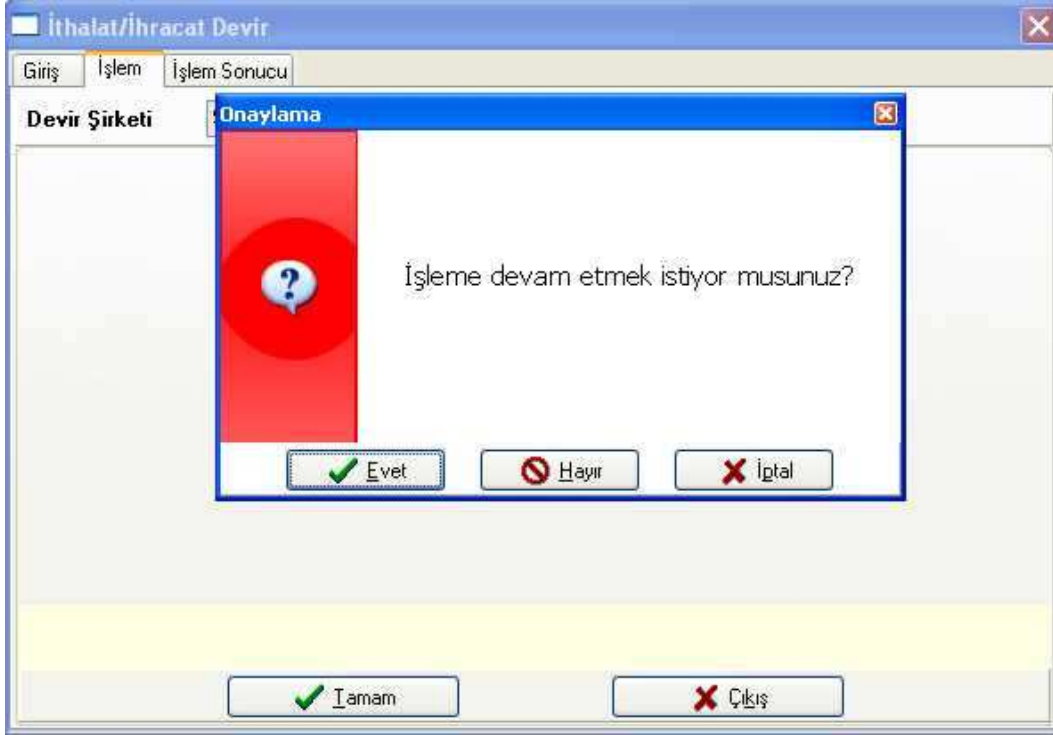 İthalat/İhracat Devir
Giriş İşlem İşlem Sonucu
Devir Şirketi
Onaylama
İşleme devam etmek istiyor musunuz?
Evet Hayır İptal
Tamam Çıkış